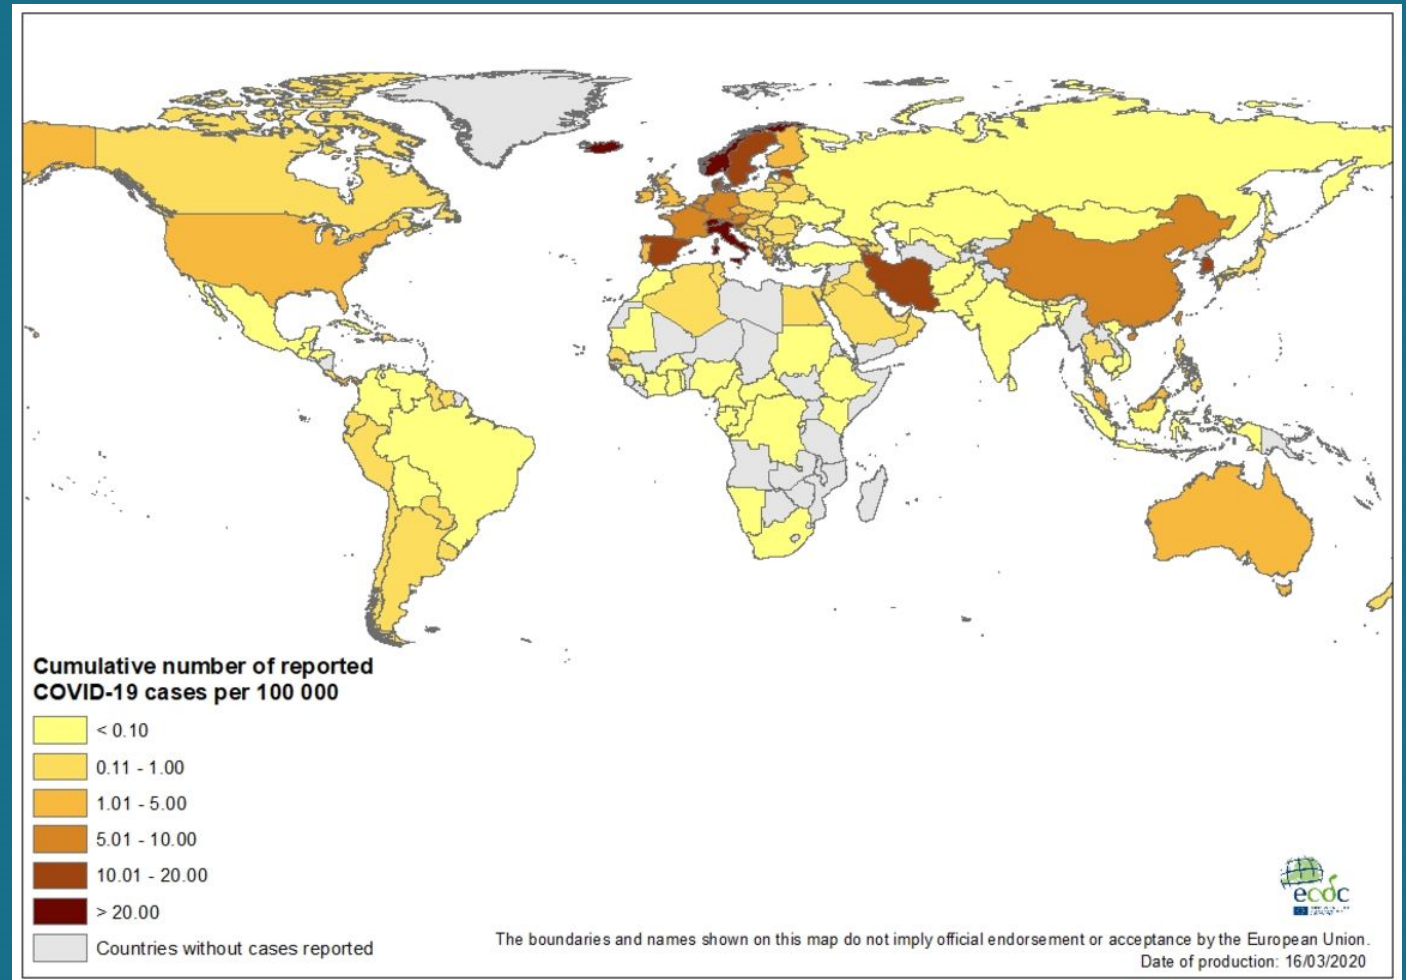 Cumulative number of reported
COVID-19 cases per 100 000
< 0.10
0.11 - 1.00
1.01 - 5.00
5.01 - 10.00
10.01 - 20.00
> 20.00
Countries without cases reported
ecdc
The boundaries and names shown on this map do not imply official endorsement or acceptance by the European Union.
Date of production: 16/03/2020